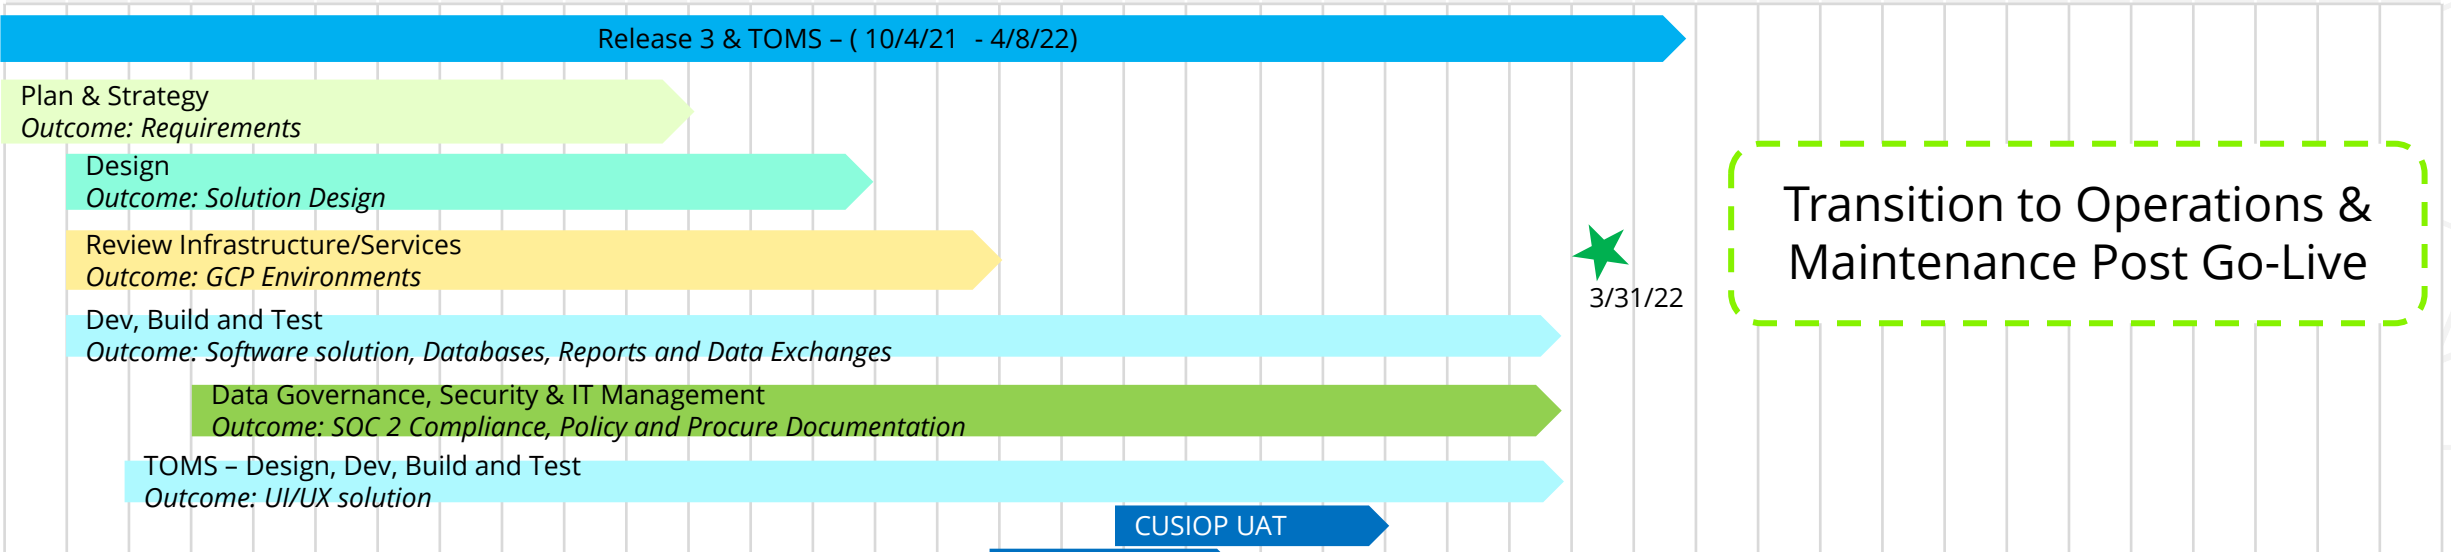 Release 3 & TOMS – ( 10/4/21 - 4/8/22)
Plan & Strategy
Outcome: Requirements
Design
Outcome: Solution Design
Review Infrastructure/Services
Outcome: GCP Environments
3/31/22
Transition to Operations &
Maintenance Post Go-Live
Dev, Build and Test
Outcome: Software solution, Databases, Reports and Data Exchanges
Data Governance, Security & IT Management
Outcome: SOC 2 Compliance, Policy and Procure Documentation
TOMS – Design, Dev, Build and Test
Outcome: UI/UX solution
CUSIOP UAT